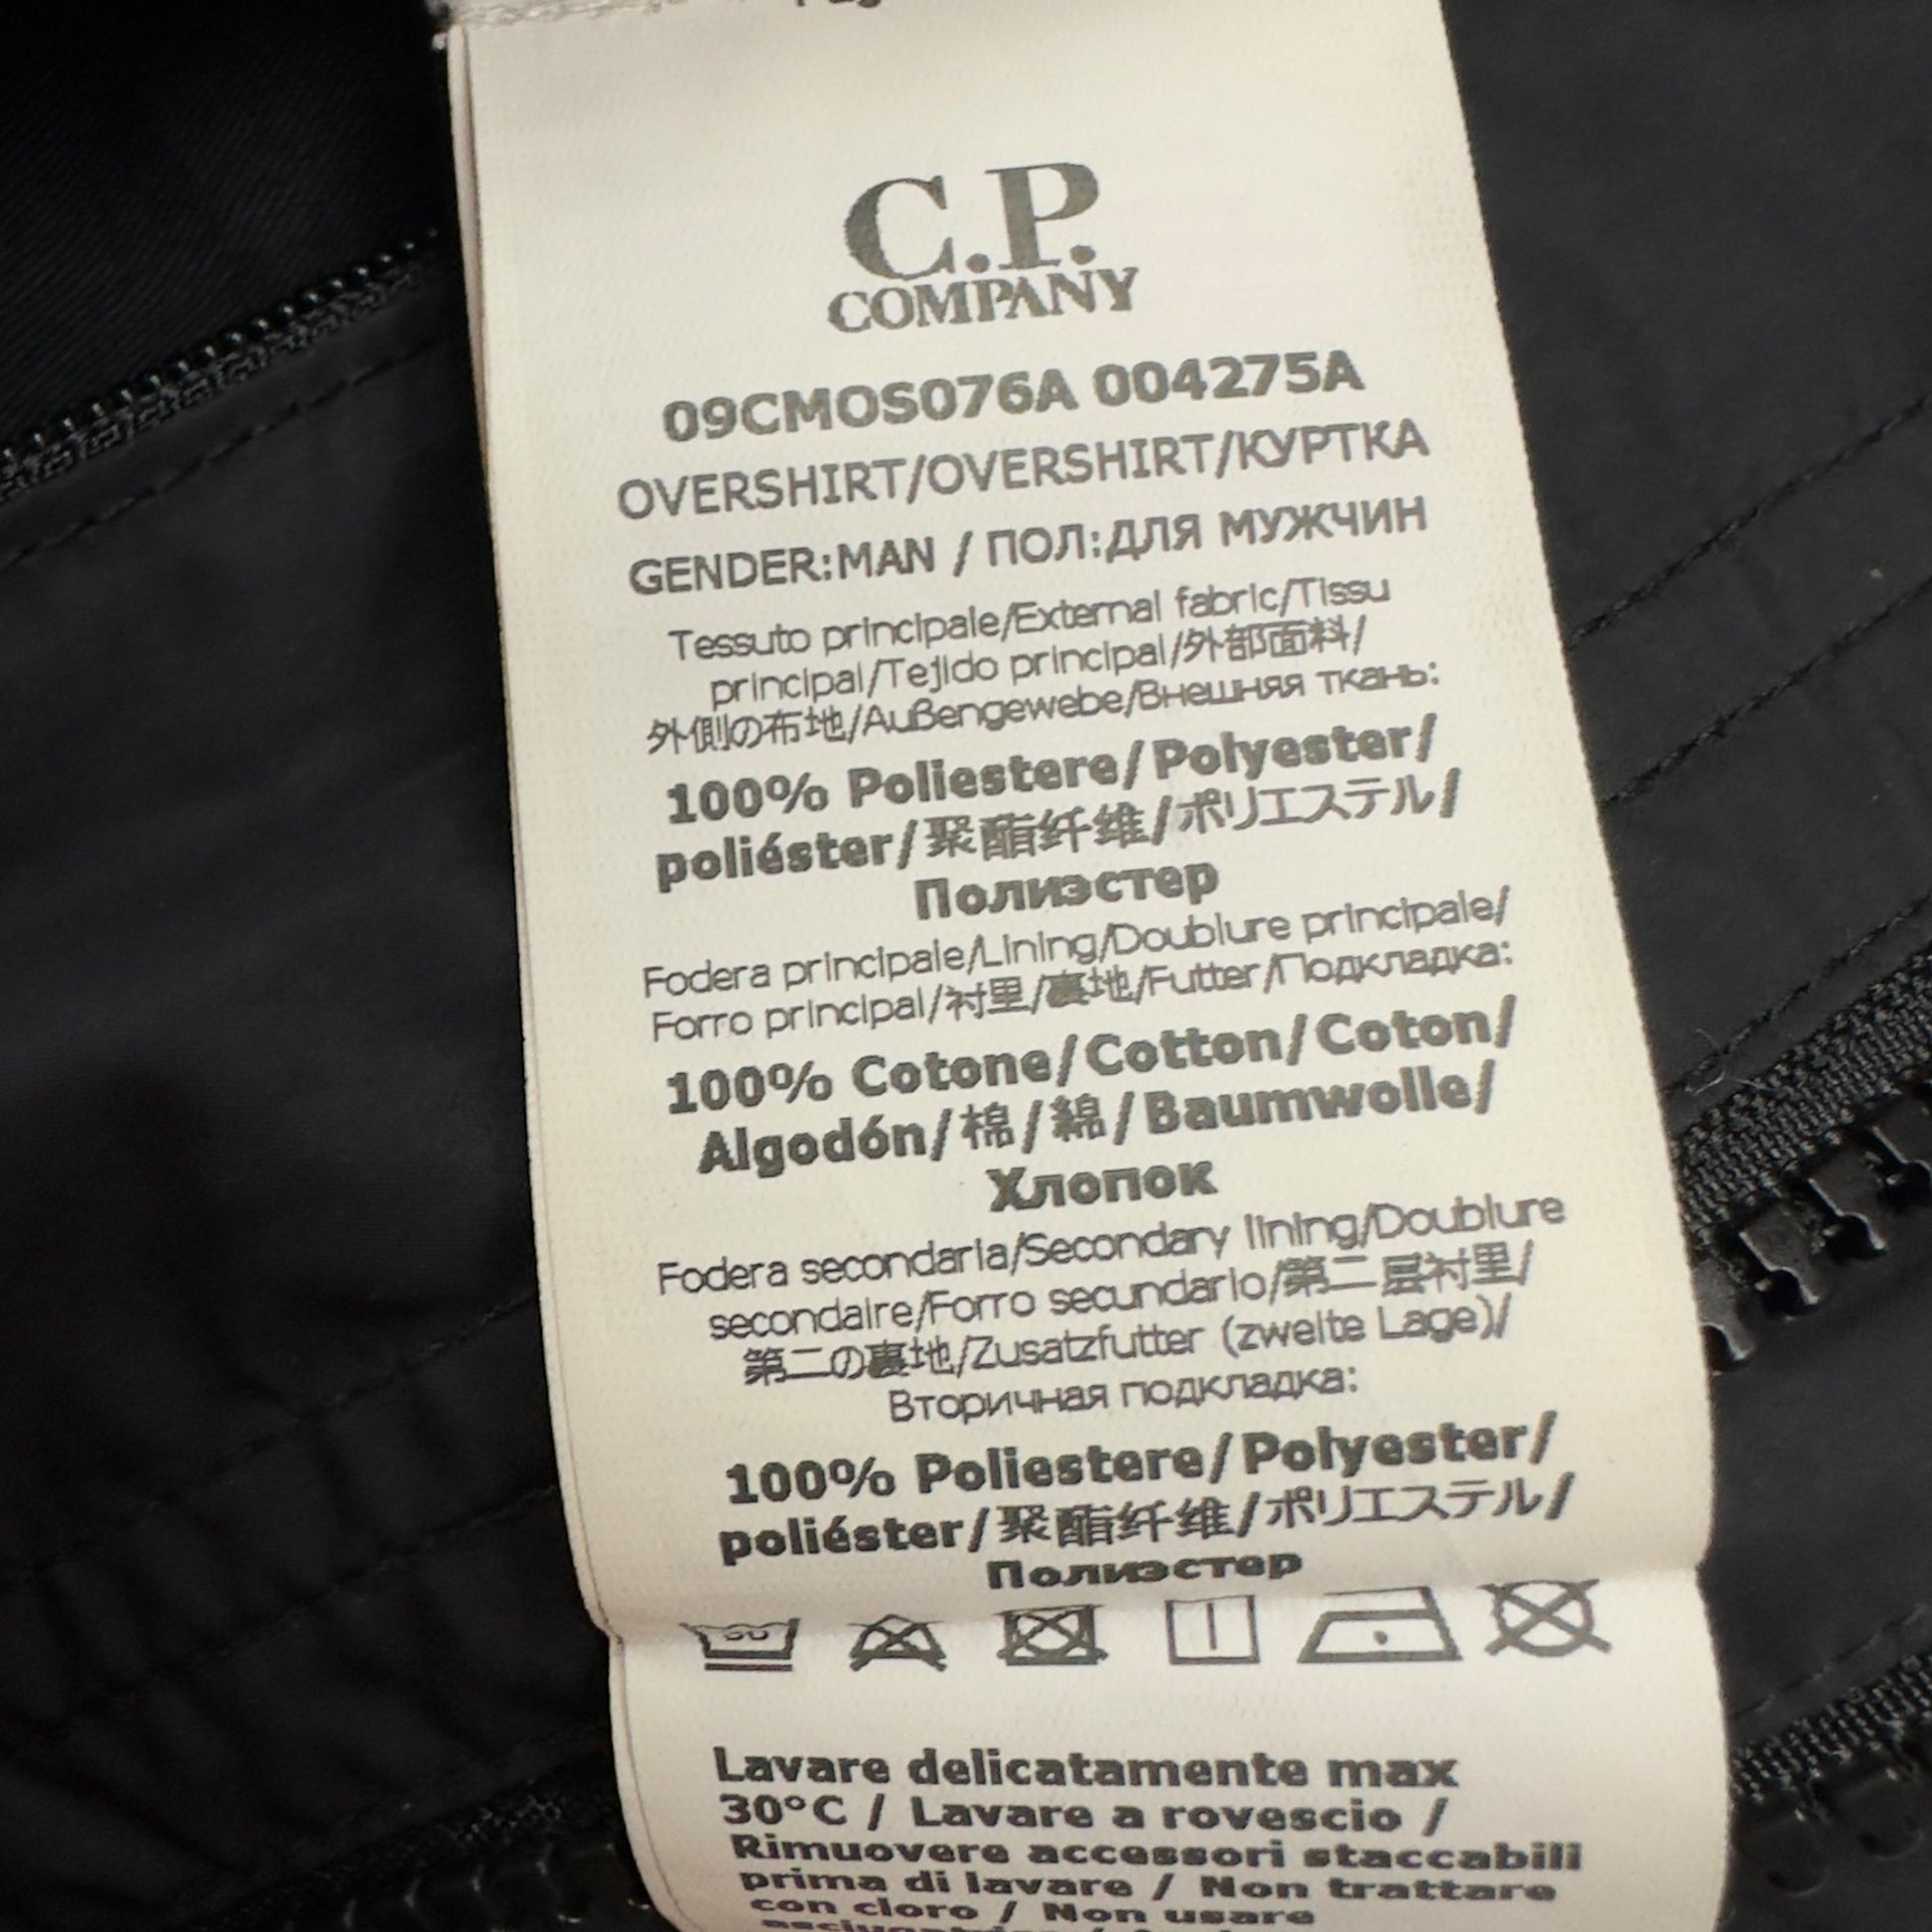 C.P.
COMPANY
09CMOS076A 004275A
OVERSHIRT/OVERSHIRT/КУРТКА
GENDER:MAN / ПОЛ:ДЛЯ МУЖЧИН
Tessuto principale/External fabric/Tissu
principal/Tejido principal/外部面料/
外側の布地/Außengewebe/Внешняя ткань:
100% Poliestere/Polyester/
poliéster/聚酯纤维/ポリエステル/
Полиэстер
Fodera principale/Lining/Doublure principale/
Forro principal/衬里/裏地/Futter/Подкладка:
100% Cotone/Cotton/Coton/
Algodón/棉/綿/Baumwolle/
Хлопок
Fodera secondaria/Secondary lining/Doublure
secondaire/Forro secundario/第二层衬里/
第二の裏地/Zusatzfutter (zweite Lage)/
Вторичная подкладка:
100% Poliestere/Polyester/
poliéster/聚酯纤维/ポリエステル/
Полиэстер
30
Lavare delicatamente max
30°C / Lavare a rovescio /
Rimuovere accessori staccabili
prima di lavare / Non trattare
con cloro / Non usare